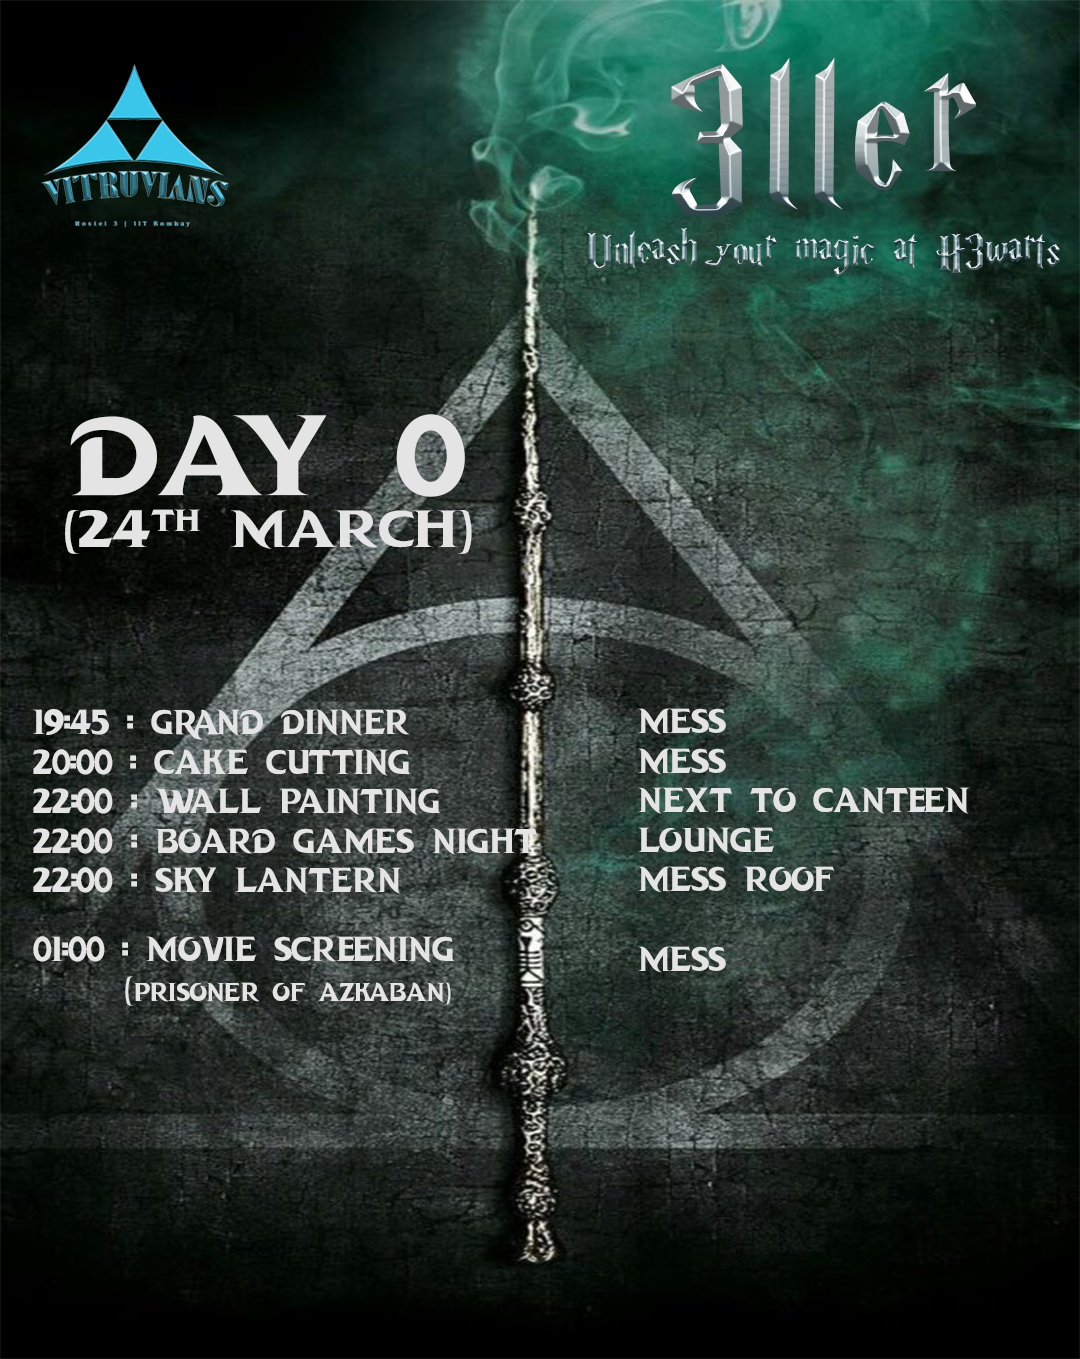 VITRUVIANS
Hostel 3 | IIT Bombay
3ller
Unleash your magic at H3warts
DAY 0
(24TH MARCH)
19:45 : GRAND DINNER MESS
20:00 : CAKE CUTTING MESS
22:00 : WALL PAINTING NEXT TO CANTEEN
22:00 : BOARD GAMES NIGHT LOUNGE
22:00 : SKY LANTERN MESS ROOF
01:00 : MOVIE SCREENING MESS
(PRISONER OF AZKABAN)